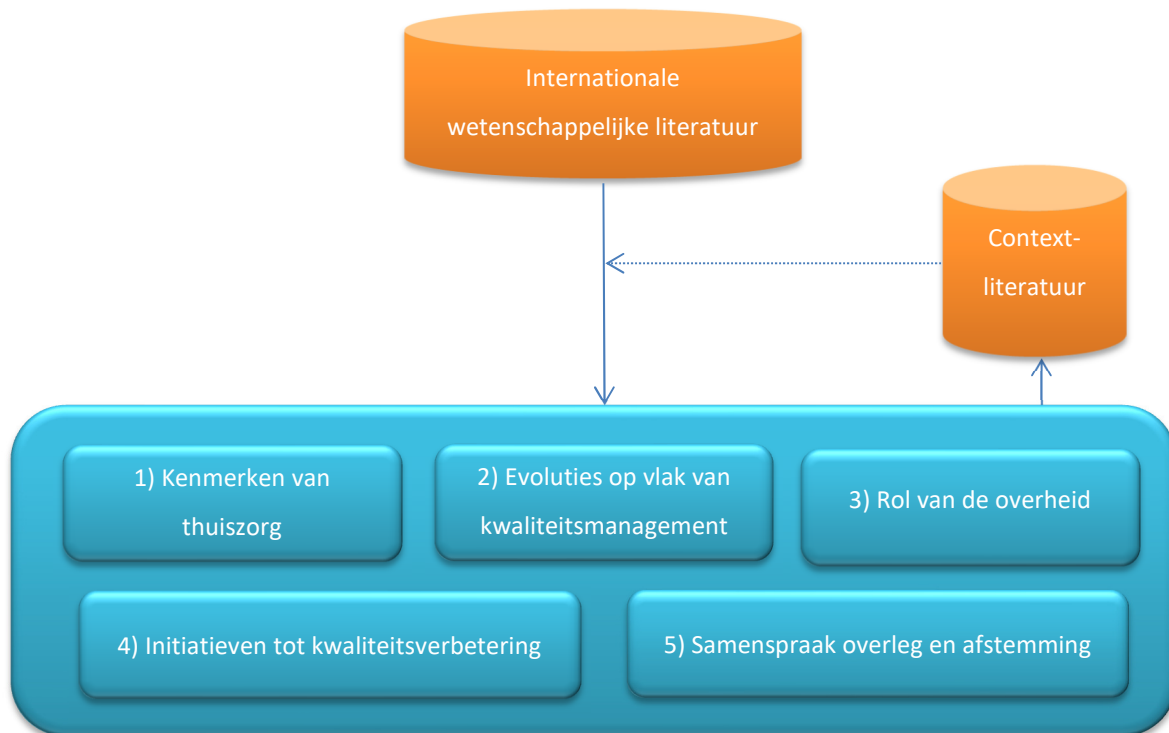 Internationale
wetenschappelijke literatuur
Context-
literatuur
1) Kenmerken van
thuiszorg
2) Evoluties op vlak van
kwaliteitsmanagement
3) Rol van de overheid
4) Initiatieven tot kwaliteitsverbetering
5) Samenspraak overleg en afstemming